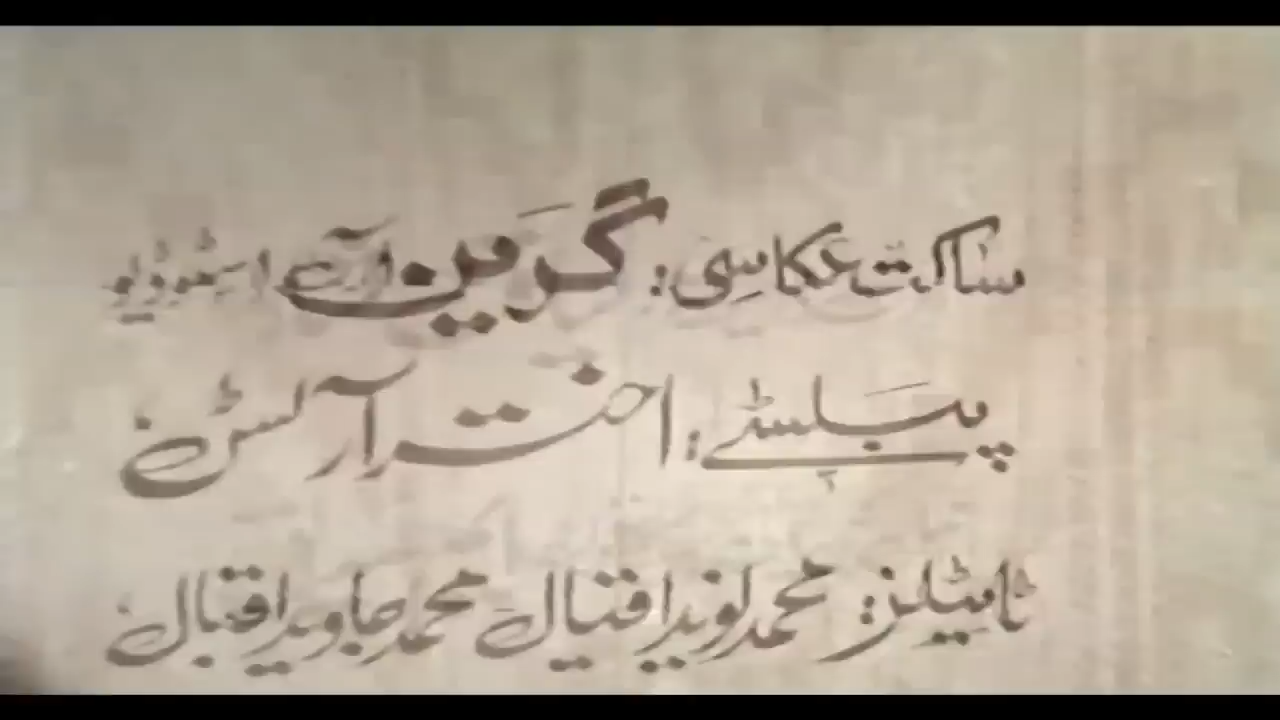 ساکت عکاسی: گرین آرٹ اسٹوڈیو
پبلسٹی: اختر آرٹسٹ
ٹائیٹلز: محمد نوید اقبال محمد جاوید اقبال